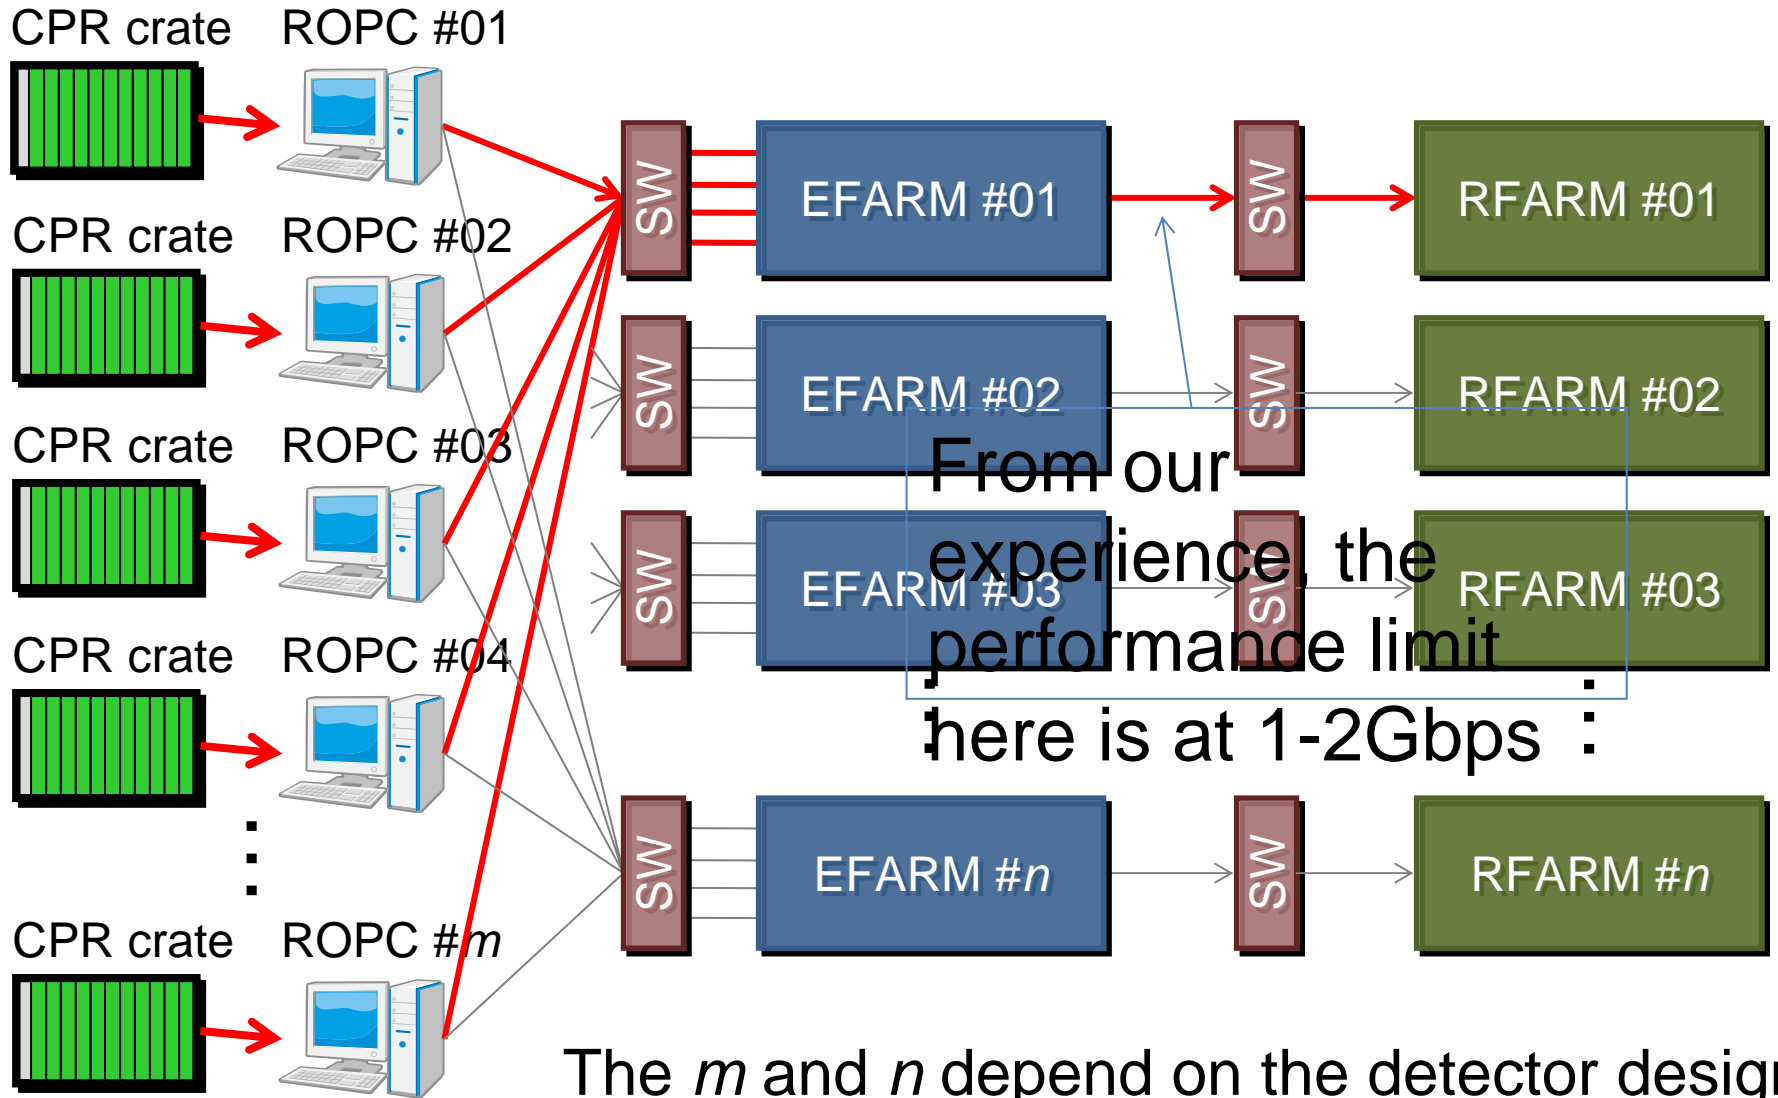 CPR crate ROPC #01
SW EFARM #01 SW RFARM #01
CPR crate ROPC #02
SW EFARM #02 SW RFARM #02
CPR crate ROPC #03
From our
experience, the
SW EFARM #03 SW RFARM #03
CPR crate ROPC #04
performance limit
here is at 1-2Gbps
SW EFARM #n SW RFARM #n
CPR crate ROPC #m
The m and n depend on the detector design